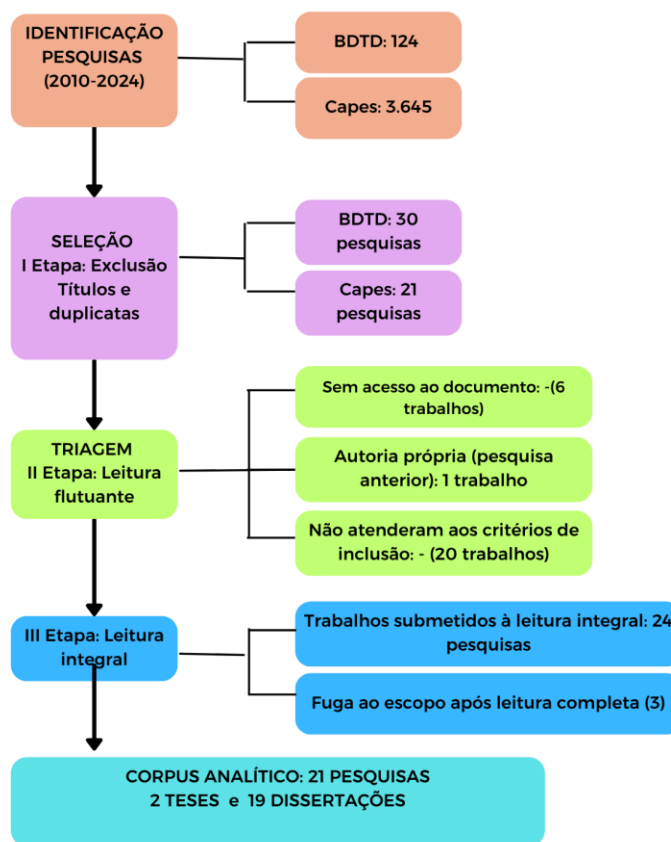 IDENTIFICAÇÃO
PESQUISAS
(2010-2024)
BDTD: 124
Capes: 3.645
SELEÇÃO
I Etapa: Exclusão
Títulos e
duplicatas
BDTD: 30
pesquisas
Capes: 21
pesquisas
TRIAGEM
II Etapa: Leitura
flutuante
Sem acesso ao documento: -(6
trabalhos)
Autoria própria (pesquisa
anterior): 1 trabalho
Não atenderam aos critérios de
inclusão: - (20 trabalhos)
III Etapa: Leitura
integral
Trabalhos submetidos à leitura integral: 24
pesquisas
Fuga ao escopo após leitura completa (3)
CORPUS ANALÍTICO: 21 PESQUISAS
2 TESES e 19 DISSERTAÇÕES